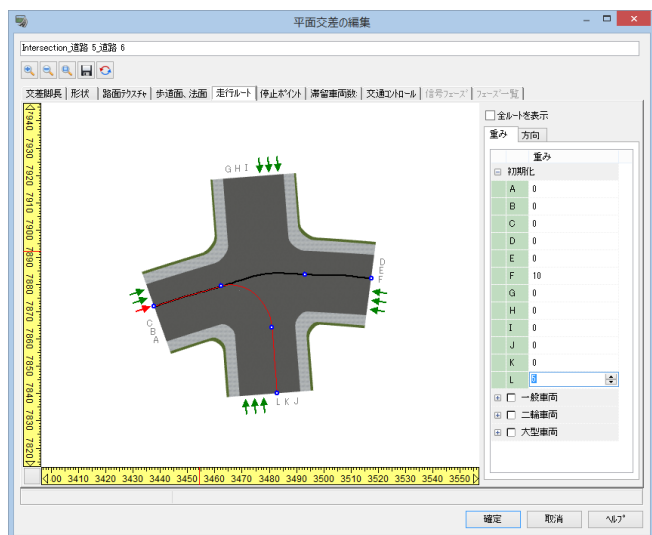 平面交差の編集
Intersection_道路 5_道路 6
交差脚長 形状 路面テクスチャ 歩道面、法面 走行ルート 停止ポイント 滞留車両数 交通コントロール 信号フェーズ フェーズ一覧
全ルートを表示
重み 方向
重み
初期化
A 0
B 0
C 0
D 0
E 0
F 10
G 0
H 0
I 0
J 0
K 0
L 5
一般車両
二輪車両
大型車両
G H I
D
E
F
C
B
A
L K J
7940 7930 7920 7910 7900 7890 7880 7870 7860 7850 7840 7830 7820
00 3410 3420 3430 3440 3450 3460 3470 3480 3490 3500 3510 3520 3530 3540 3550
確定 取消 ヘルプ